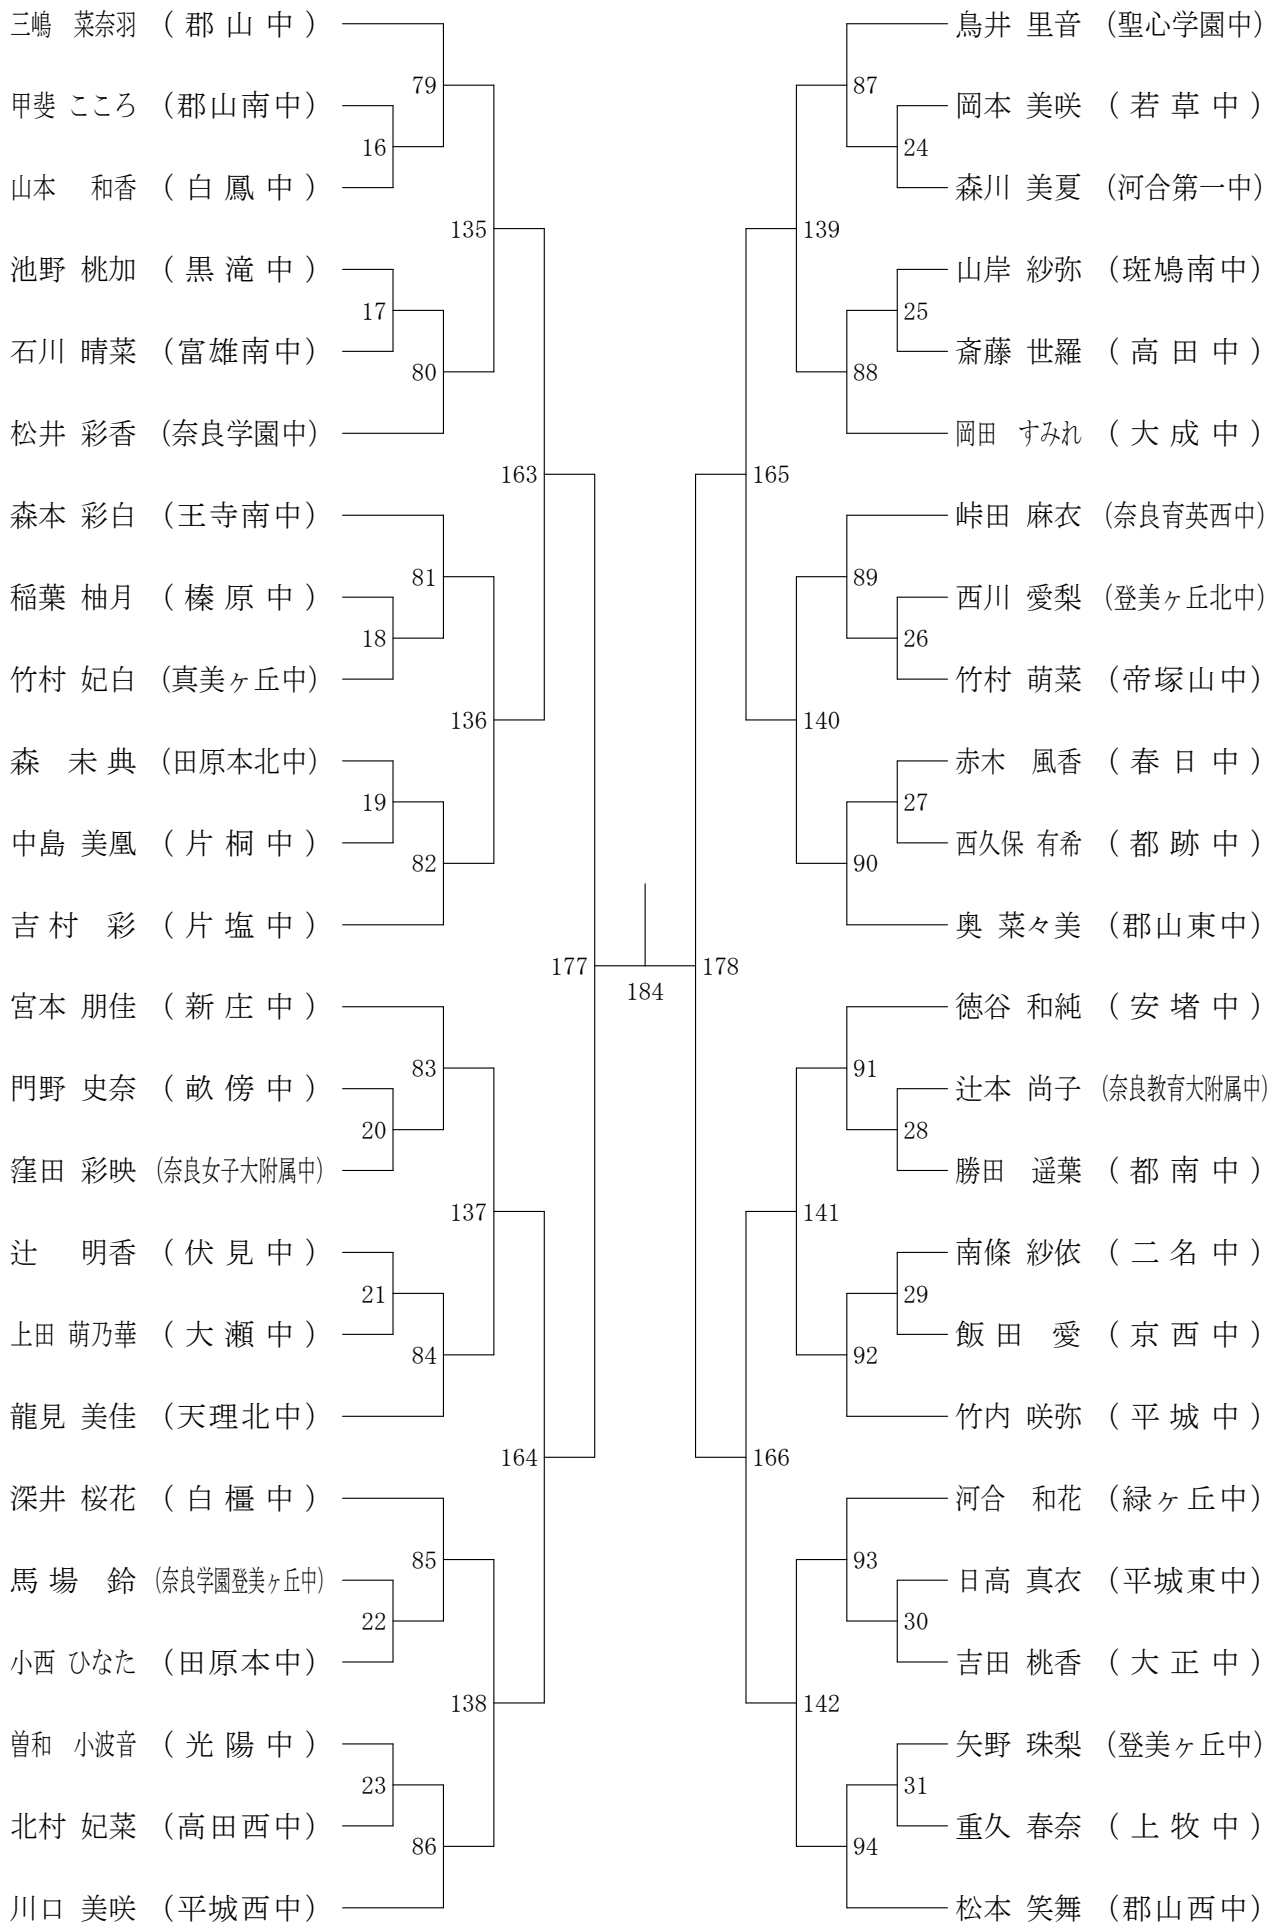 三嶋 菜奈羽 (郡山中)
甲斐 こころ (郡山南中)
山本 和香 (白鳳中)
池野 桃加 (黒滝中)
石川 晴菜 (富雄南中)
松井 彩香 (奈良学園中)
森本 彩白 (王寺南中)
稲葉 柚月 (榛原中)
竹村 妃白 (真美ヶ丘中)
森 未典 (田原本北中)
中島 美凰 (片桐中)
吉村 彩 (片塩中)
宮本 朋佳 (新庄中)
門野 史奈 (畝傍中)
窪田 彩映 (奈良女子大附属中)
辻 明香 (伏見中)
上田 萌乃華 (大瀬中)
龍見 美佳 (天理北中)
深井 桜花 (白橿中)
馬場 鈴 (奈良学園登美ヶ丘中)
小西 ひなた (田原本中)
曽和 小波音 (光陽中)
北村 妃菜 (高田西中)
川口 美咲 (平城西中)
16
17
18
19
20
21
22
23
79
80
81
82
83
84
85
86
135
136
137
138
163
164
177
184
178
165
166
139
140
141
142
87
88
89
90
91
92
93
94
24
25
26
27
28
29
30
31
鳥井 里音 (聖心学園中)
岡本 美咲 (若草中)
森川 美夏 (河合第一中)
山岸 紗弥 (斑鳩南中)
斎藤 世羅 (高田中)
岡田 すみれ (大成中)
峠田 麻衣 (奈良育英西中)
西川 愛梨 (登美ヶ丘北中)
竹村 萌菜 (帝塚山中)
赤木 風香 (春日中)
西久保 有希 (都跡中)
奥 菜々美 (郡山東中)
徳谷 和純 (安堵中)
辻本 尚子 (奈良教育大附属中)
勝田 遥葉 (都南中)
南條 紗依 (二名中)
飯田 愛 (京西中)
竹内 咲弥 (平城中)
河合 和花 (緑ヶ丘中)
日高 真衣 (平城東中)
吉田 桃香 (大正中)
矢野 珠梨 (登美ヶ丘中)
重久 春奈 (上牧中)
松本 笑舞 (郡山西中)